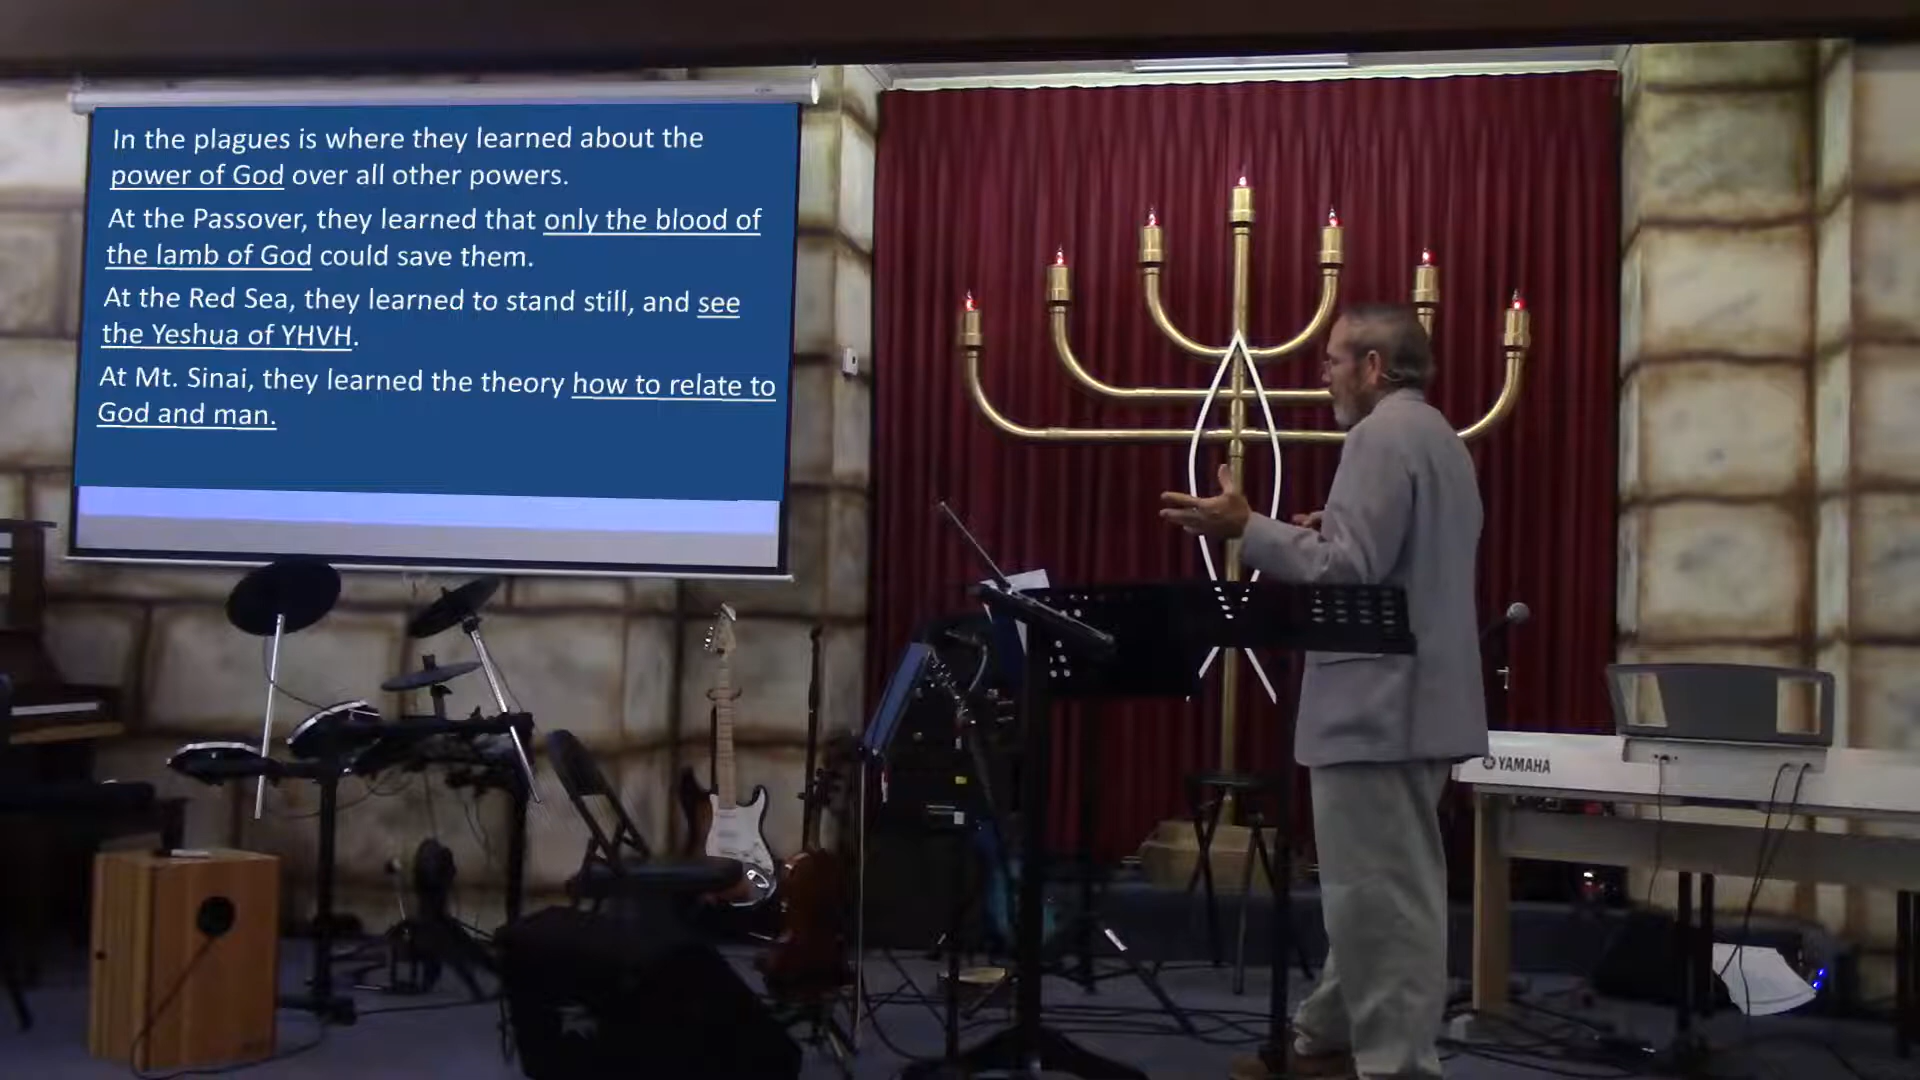 In the plagues is where they learned about the
power of God over all other powers.
At the Passover, they learned that only the blood of
the lamb of God could save them.
At the Red Sea, they learned to stand still, and see
the Yeshua of YHVH.
At Mt. Sinai, they learned the theory how to relate to
God and man.
YAMAHA